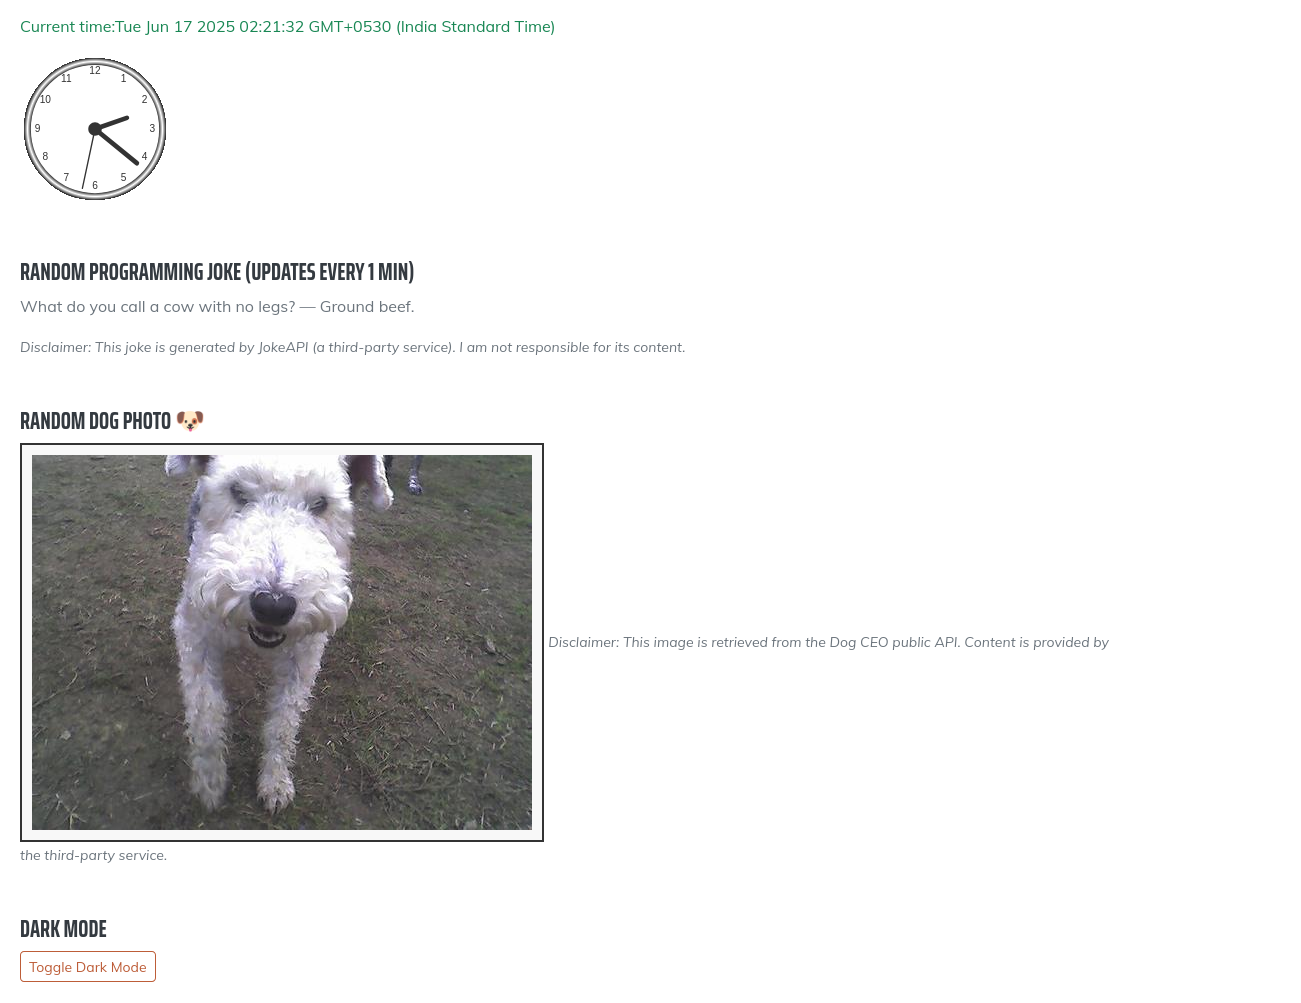 Current time:Tue Jun 17 2025 02:21:32 GMT+0530 (India Standard Time)
12
11 1
10 2
9 3
8 4
7 5
6
RANDOM PROGRAMMING JOKE (UPDATES EVERY 1 MIN)
What do you call a cow with no legs? — Ground beef.
Disclaimer: This joke is generated by JokeAPI (a third-party service). I am not responsible for its content.
RANDOM DOG PHOTO 🐶
Disclaimer: This image is retrieved from the Dog CEO public API. Content is provided by
the third-party service.
DARK MODE
Toggle Dark Mode